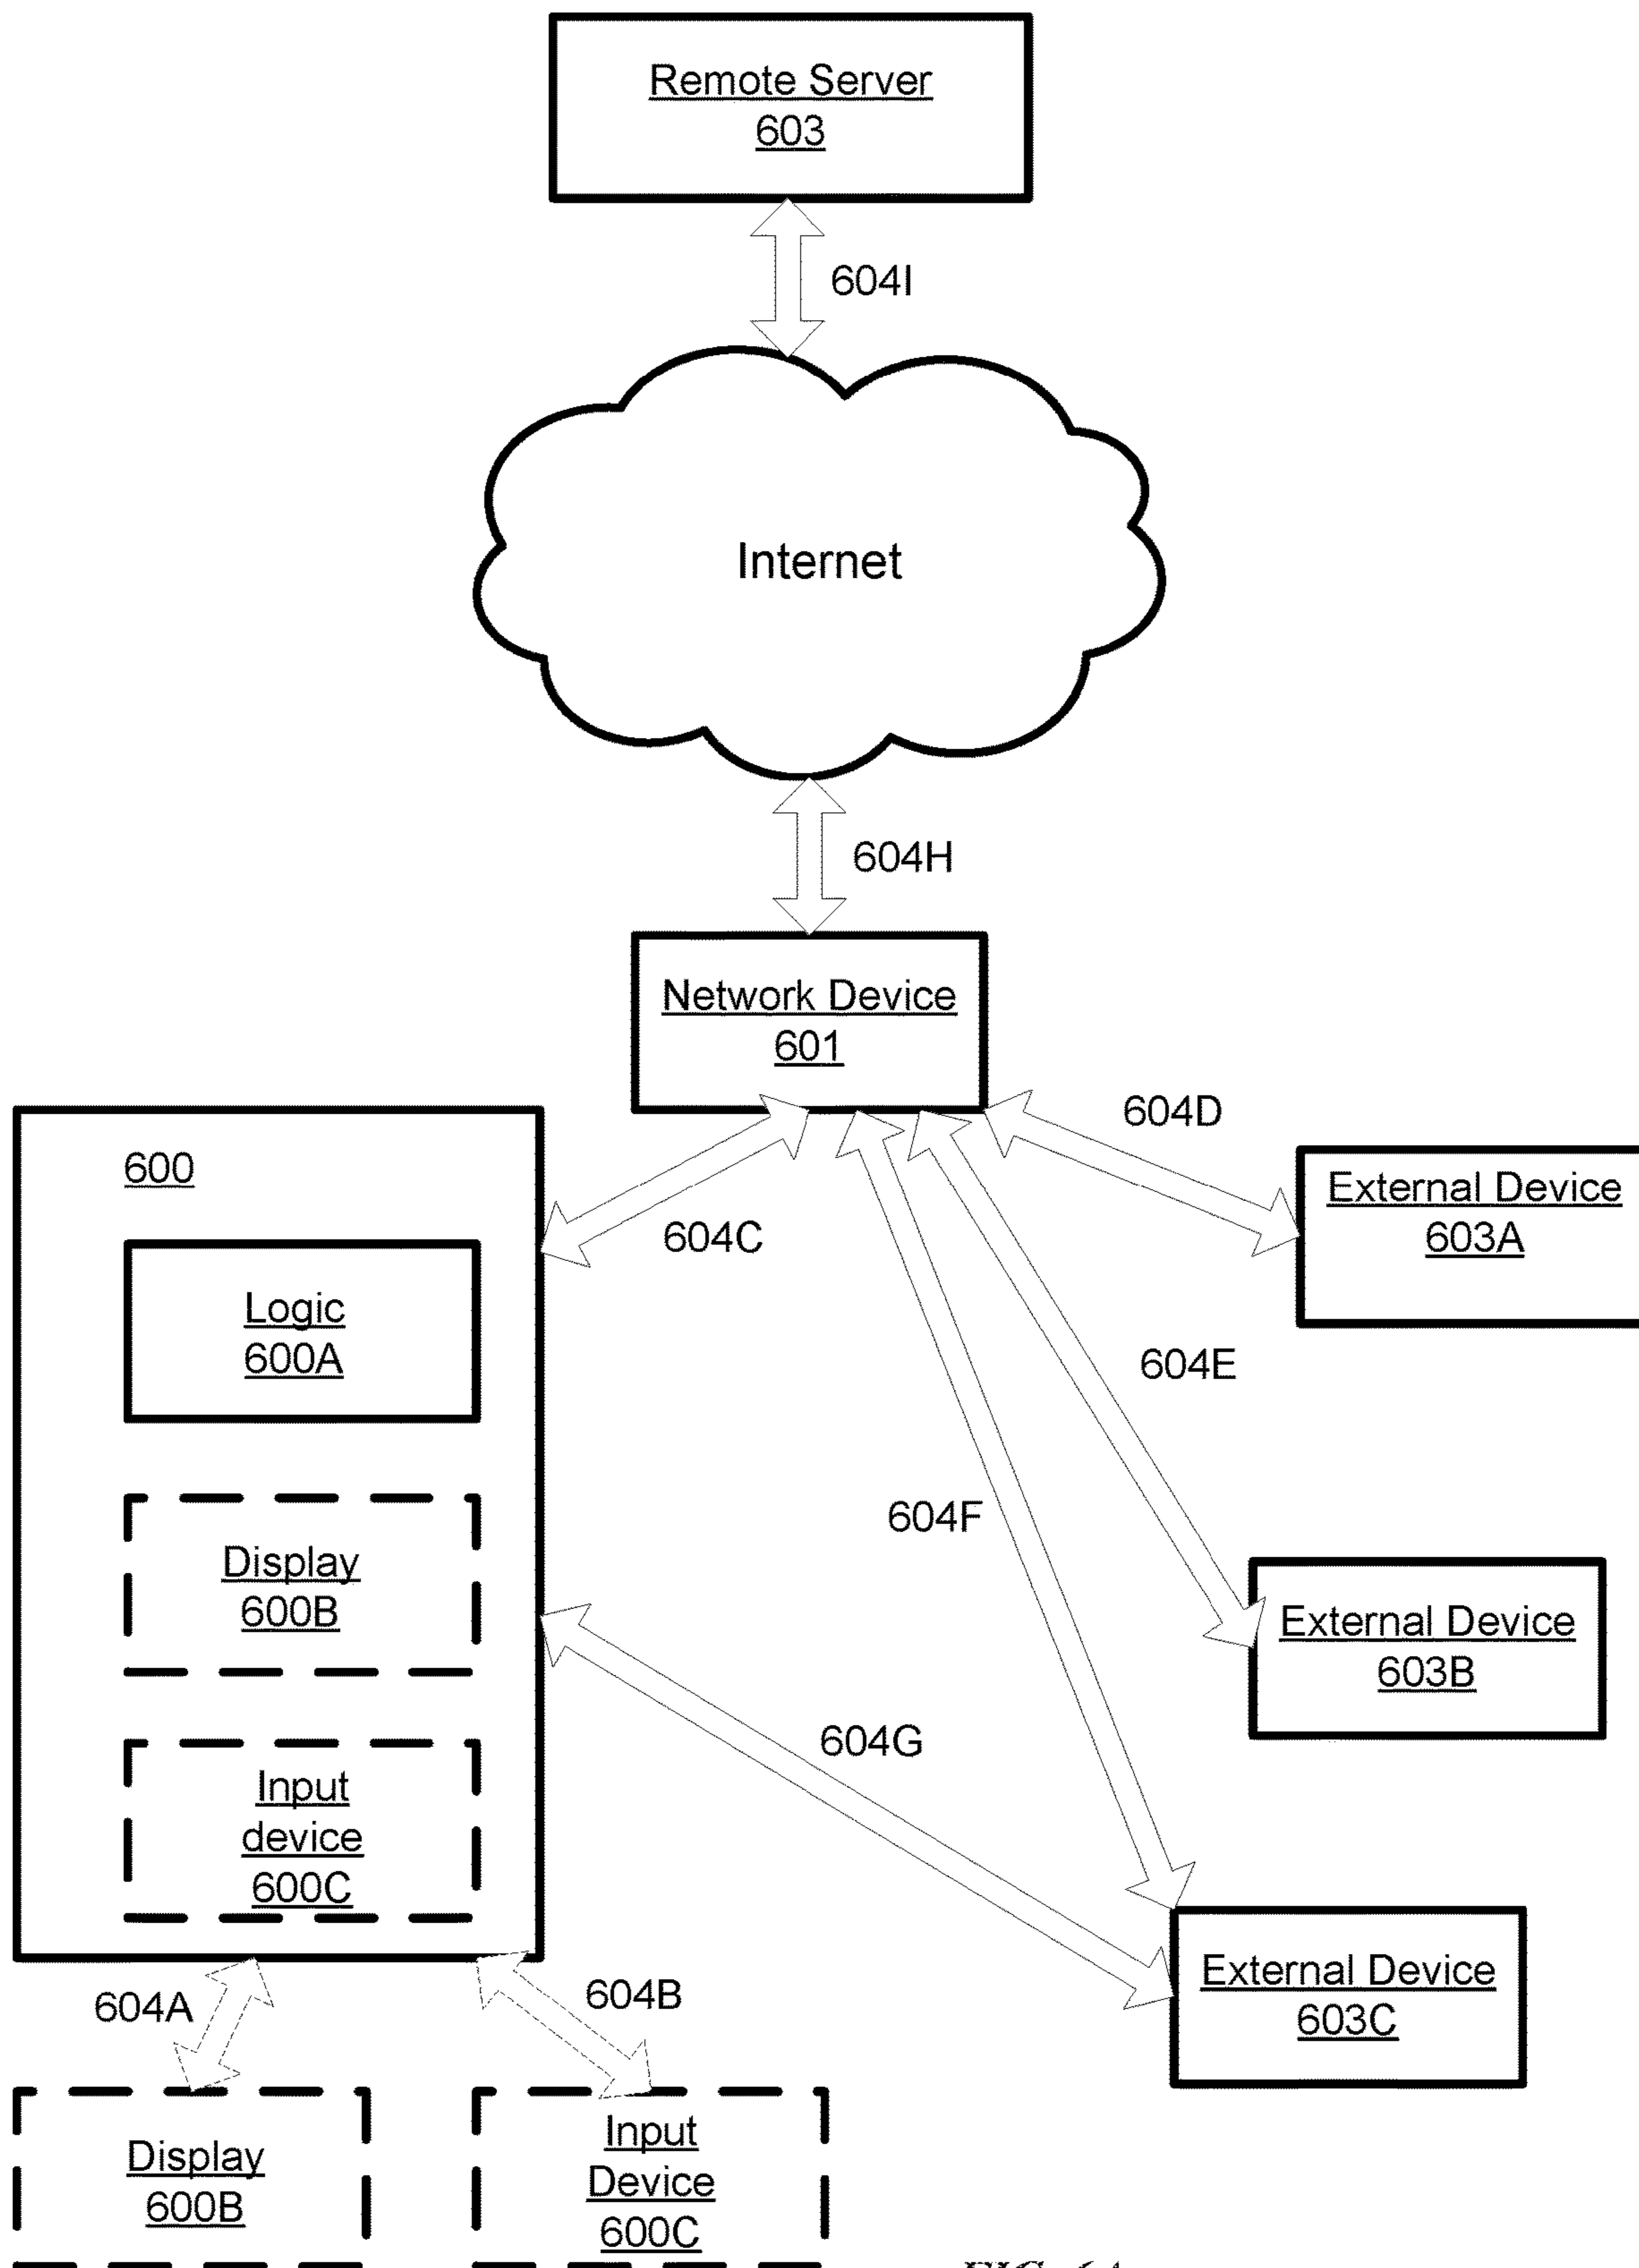 Remote Server
603
604I
Internet
604H
Network Device
601
604D
600
External Device
603A
604C
Logic
600A
604E
604F
Display
600B
External Device
603B
604G
Input
device
600C
External Device
603C
604A
604B
Display
600B
Input
Device
600C